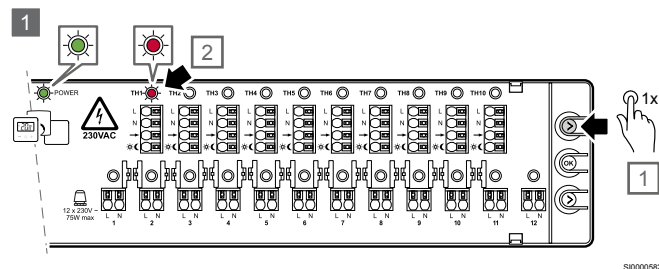 1
2
POWER
TH1 TH2 TH3 TH4 TH5 TH6 TH7 TH8 TH9 TH10
1x
L L L L L L L L L L
N N N N N N N N N N
230VAC
OK
1
12 x 230V ~
75W max
L N L N L N L N L N L N L N L N L N L N L N L N
1 2 3 4 5 6 7 8 9 10 11 12